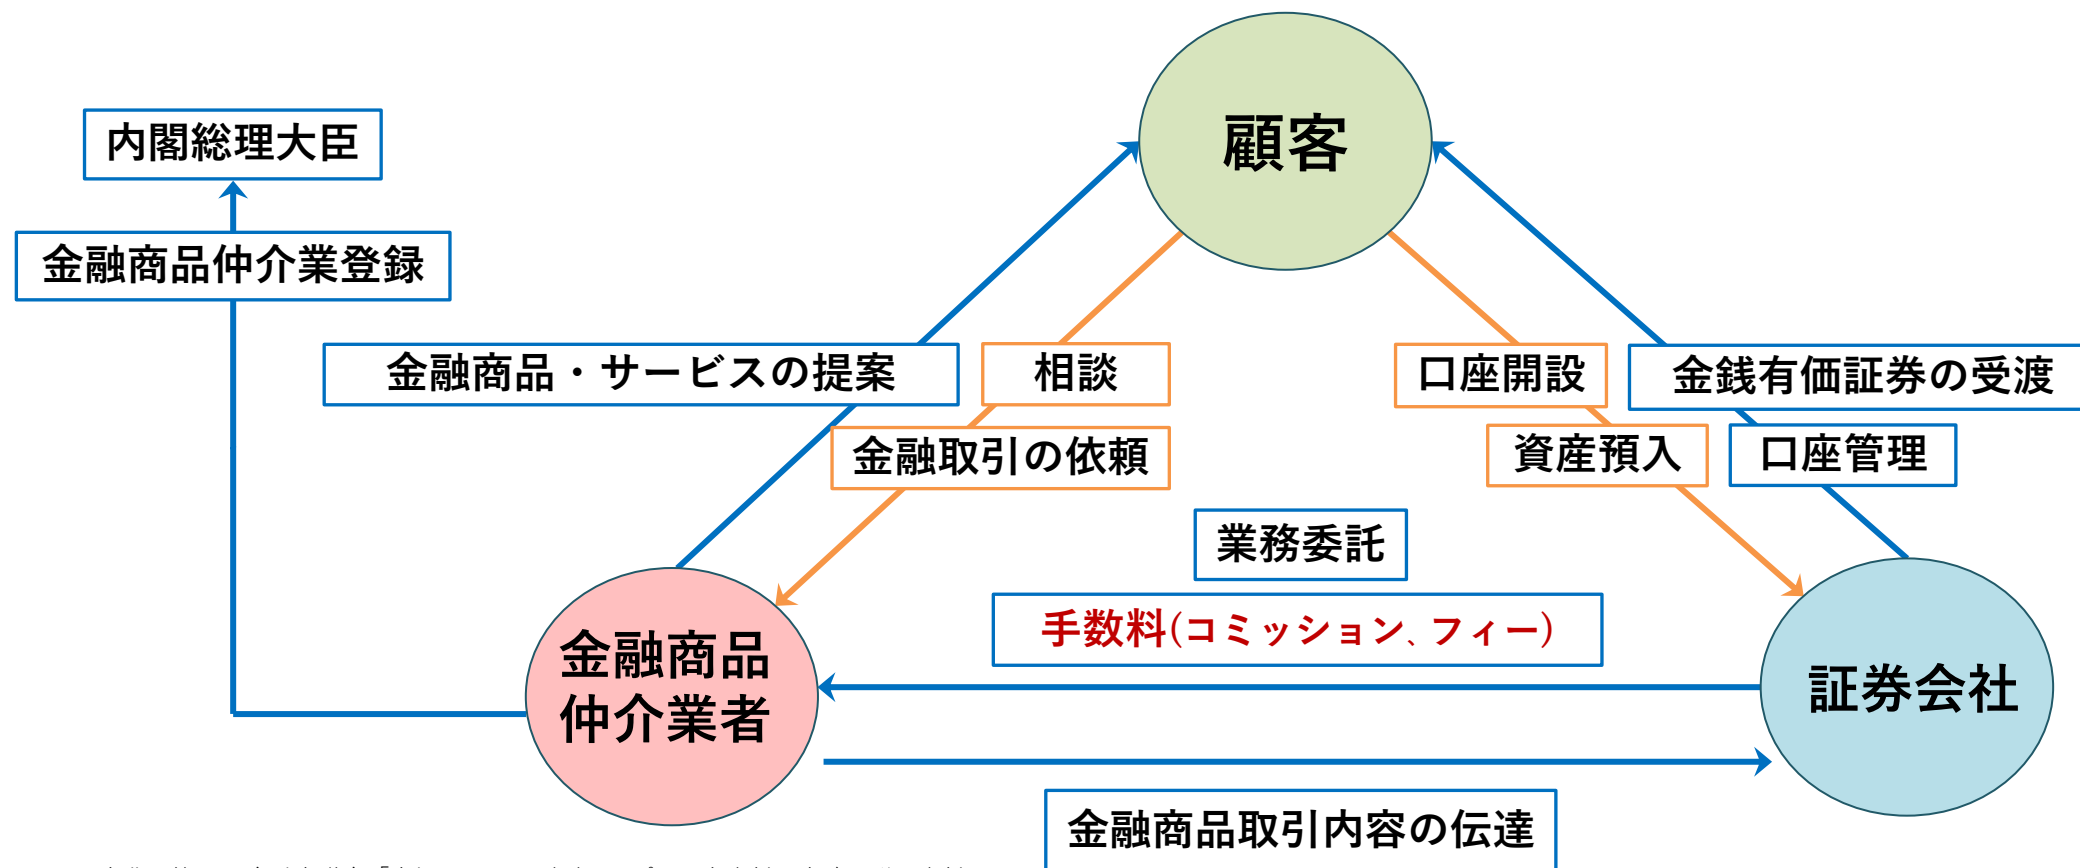 顧客
内閣総理大臣
金融商品仲介業登録
金融商品・サービスの提案
相談
口座開設
金銭有価証券の受渡
金融取引の依頼
資産預入
口座管理
業務委託
手数料(コミッション、フィー)
金融商品
仲介業者
証券会社
金融商品取引内容の伝達